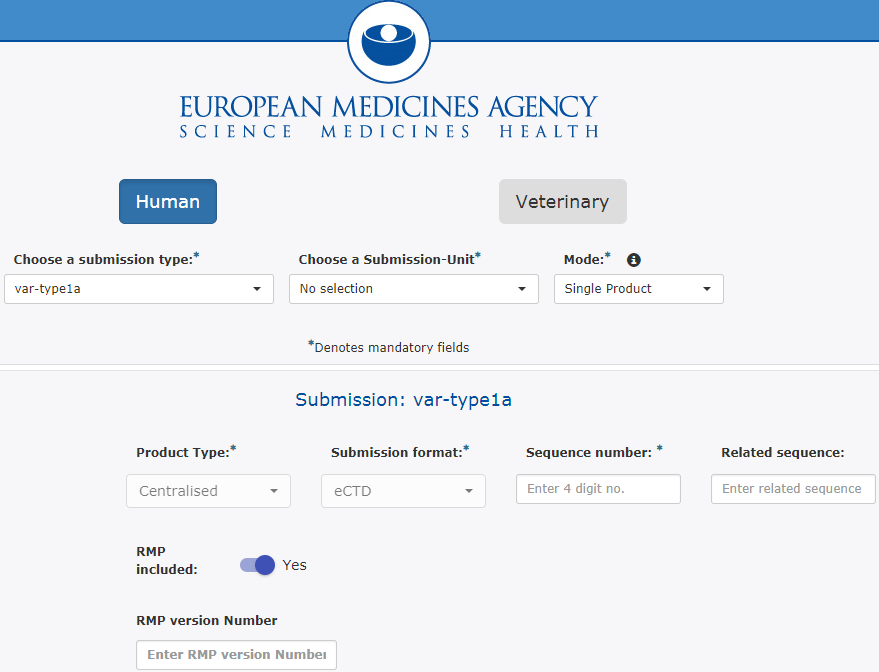 EUROPEAN MEDICINES AGENCY
SCIENCE MEDICINES HEALTH
Human Veterinary
Choose a submission type:* Choose a Submission-Unit* Mode:*
var-type1a No selection Single Product
*Denotes mandatory fields
Submission: var-type1a
Product Type:* Submission format:* Sequence number: * Related sequence:
Centralised eCTD Enter 4 digit no. Enter related sequence
RMP
included: Yes
RMP version Number
Enter RMP version Number